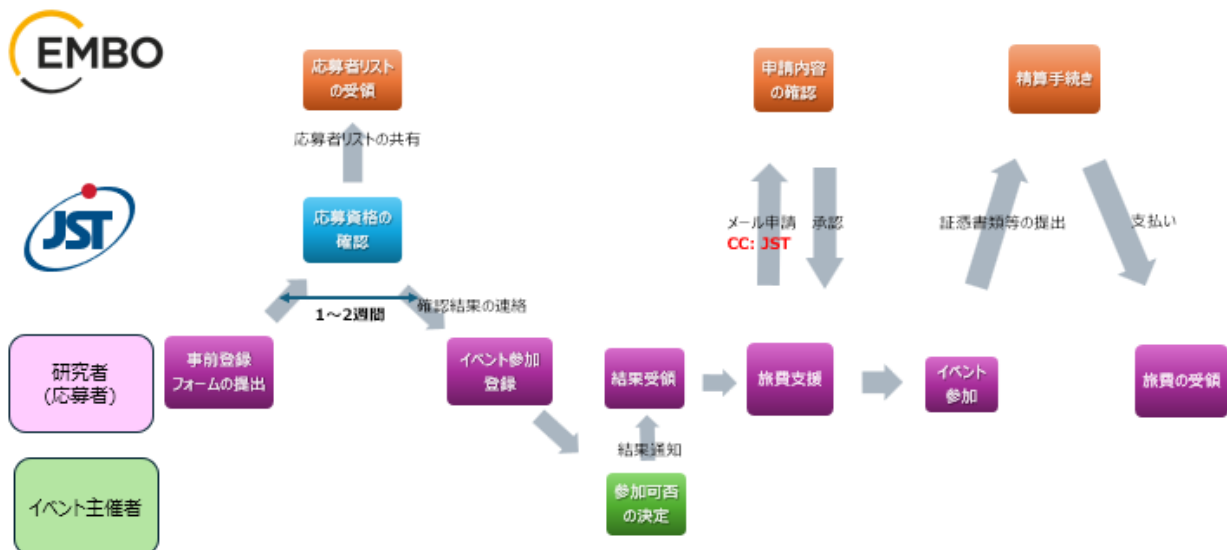 EMBO
応募者リスト
の受領
申請内容
の確認
精算手続き
応募者リストの共有
JST
応募資格の
確認
メール申請
CC: JST
承認
証憑書類等の提出
支払い
1～2週間
確認結果の連絡
研究者
(応募者)
事前登録
フォームの提出
イベント参加
登録
結果受領
旅費支援
イベント
参加
旅費の受領
結果通知
イベント主催者
参加可否
の決定